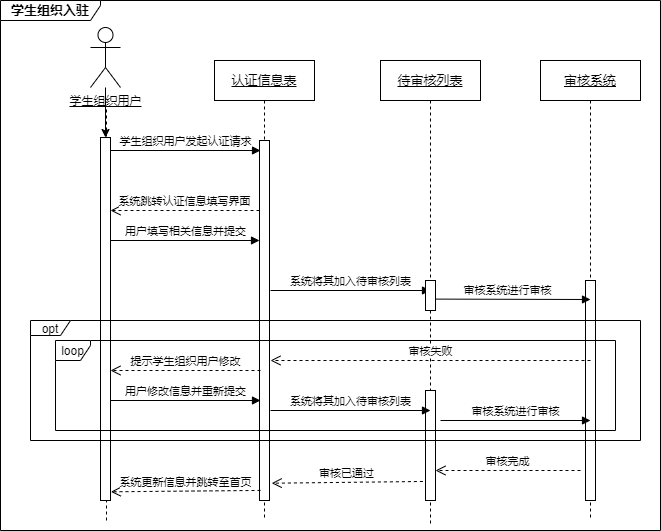 学生组织入驻
学生组织用户
认证信息表
待审核列表
审核系统
学生组织用户发起认证请求
系统跳转认证信息填写界面
用户填写相关信息并提交
系统将其加入待审核列表
审核系统进行审核
opt
loop
审核失败
提示学生组织用户修改
用户修改信息并重新提交
系统将其加入待审核列表
审核系统进行审核
审核完成
审核已通过
系统更新信息并跳转至首页